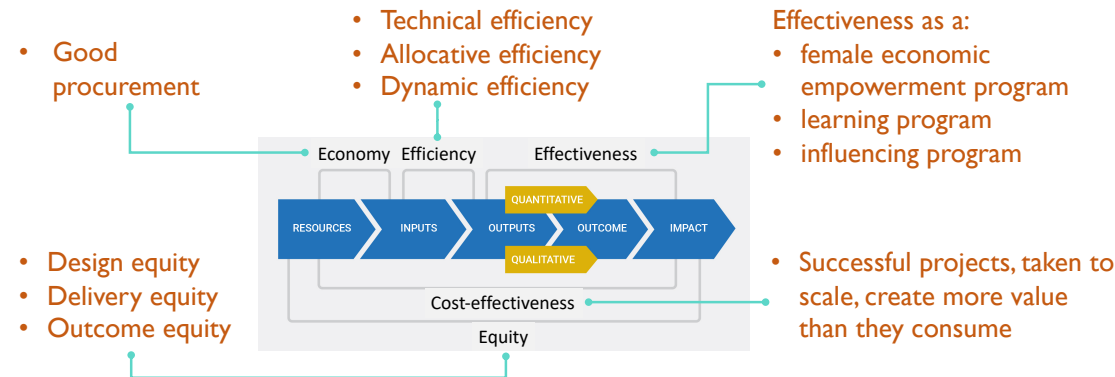 • Good
procurement
• Technical efficiency
• Allocative efficiency
• Dynamic efficiency
Effectiveness as a:
• female economic
empowerment program
• learning program
• influencing program
Economy Efficiency Effectiveness
QUANTITATIVE
RESOURCES INPUTS OUTPUTS OUTCOME IMPACT
QUALITATIVE
Cost-effectiveness
Equity
• Design equity
• Delivery equity
• Outcome equity
• Successful projects, taken to
scale, create more value
than they consume